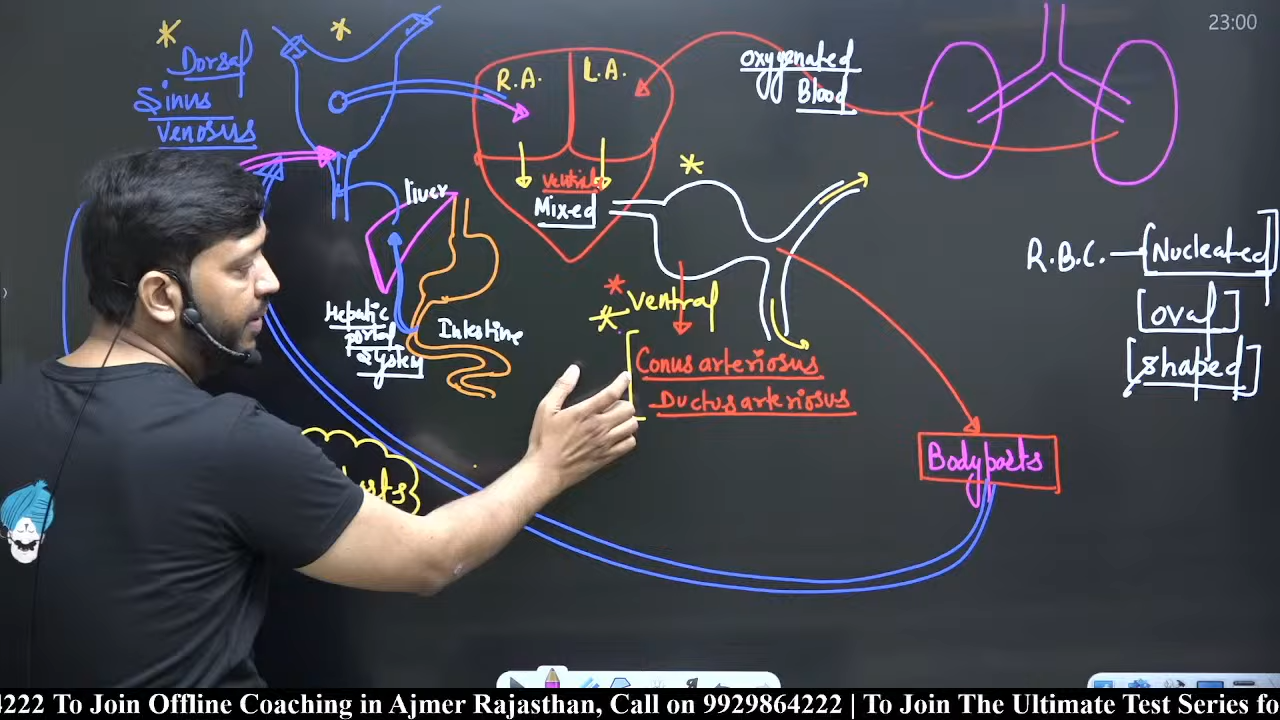 23:00
Dorsal
Sinus
venosus
R.A.
L.A.
Oxygenated
Blood
Mixed
liver
R.B.C. — [Nucleated]
[oval]
[shaped]
Ventral
Hepatic
portal
System
Intestine
Conus arteriosus
Ductus arteriosus
Body parts
4222 To Join Offline Coaching in Ajmer Rajasthan, Call on 9929864222 | To Join The Ultimate Test Series fo